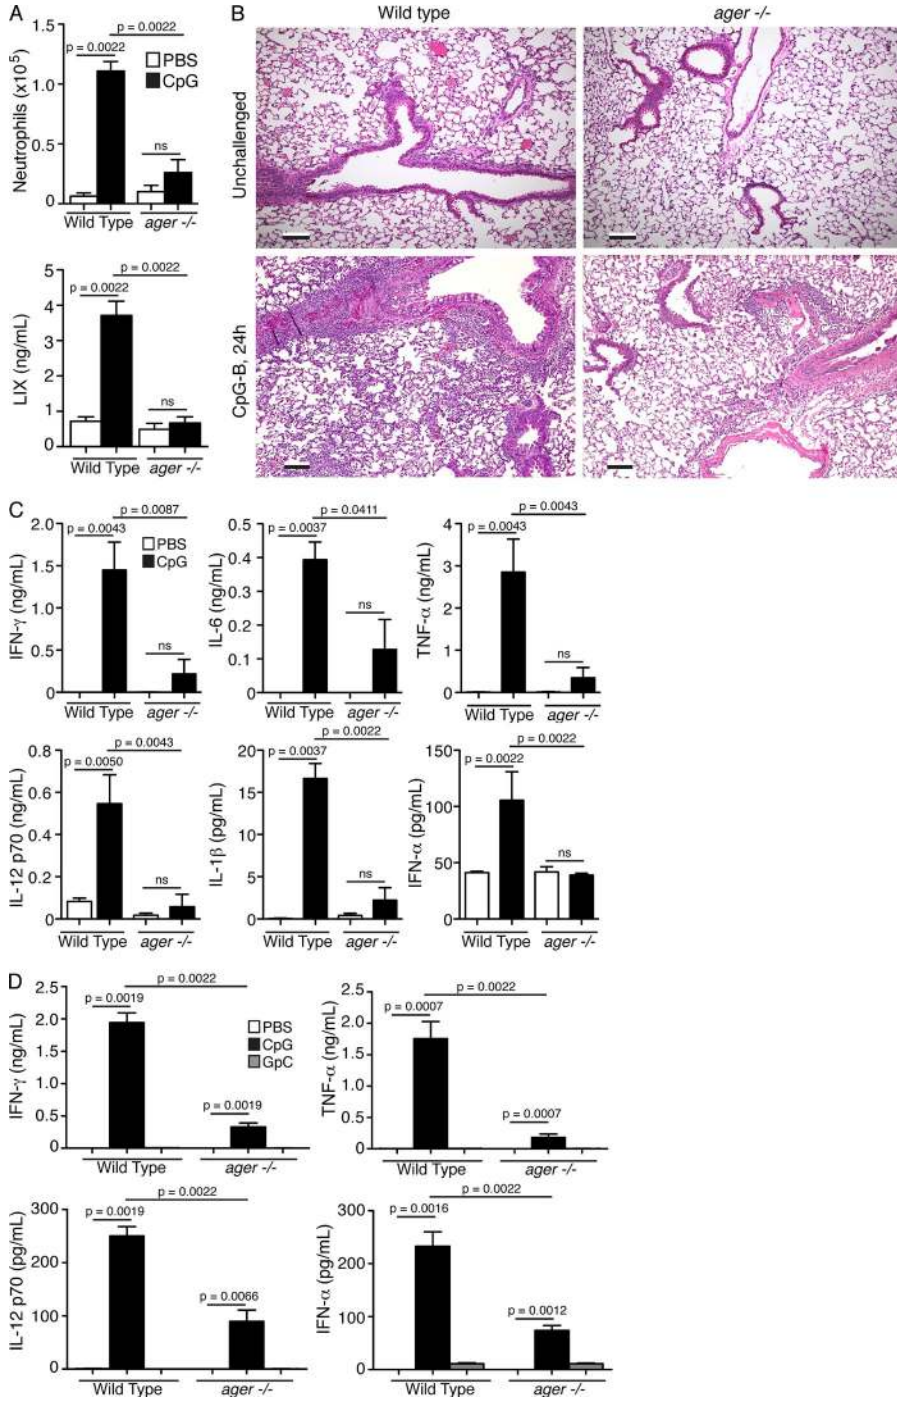 A
p = 0.0022
p = 0.0022
PBS
CpG
ns
Neutrophils (x10⁵)
1.5
1.0
0.5
0
Wild Type
ager -/-
p = 0.0022
p = 0.0022
ns
LIX (ng/mL)
5
4
3
2
1
0
Wild Type
ager -/-
B
Wild type
ager -/-
Unchallenged
CpG-B, 24h
C
p = 0.0087
p = 0.0043
PBS
CpG
ns
IFN-γ (ng/mL)
2.0
1.5
1.0
0.5
0
Wild Type
ager -/-
p = 0.0411
p = 0.0037
ns
IL-6 (ng/mL)
0.5
0.4
0.3
0.2
0.1
0
Wild Type
ager -/-
p = 0.0043
p = 0.0043
ns
TNF-α (ng/mL)
4
3
2
1
0
Wild Type
ager -/-
p = 0.0043
p = 0.0050
ns
IL-12 p70 (ng/mL)
0.8
0.6
0.4
0.2
0
Wild Type
ager -/-
p = 0.0022
p = 0.0037
ns
IL-1β (pg/mL)
20
15
10
5
0
Wild Type
ager -/-
p = 0.0022
p = 0.0022
ns
IFN-α (pg/mL)
150
100
50
0
Wild Type
ager -/-
D
p = 0.0022
p = 0.0019
PBS
CpG
GpC
p = 0.0019
IFN-γ (ng/mL)
2.5
2.0
1.5
1.0
0.5
0
Wild Type
ager -/-
p = 0.0022
p = 0.0007
p = 0.0007
TNF-α (ng/mL)
2.5
2.0
1.5
1.0
0.5
0
Wild Type
ager -/-
p = 0.0022
p = 0.0019
p = 0.0066
IL-12 p70 (pg/mL)
300
200
100
0
Wild Type
ager -/-
p = 0.0022
p = 0.0016
p = 0.0012
IFN-α (pg/mL)
300
200
100
0
Wild Type
ager -/-